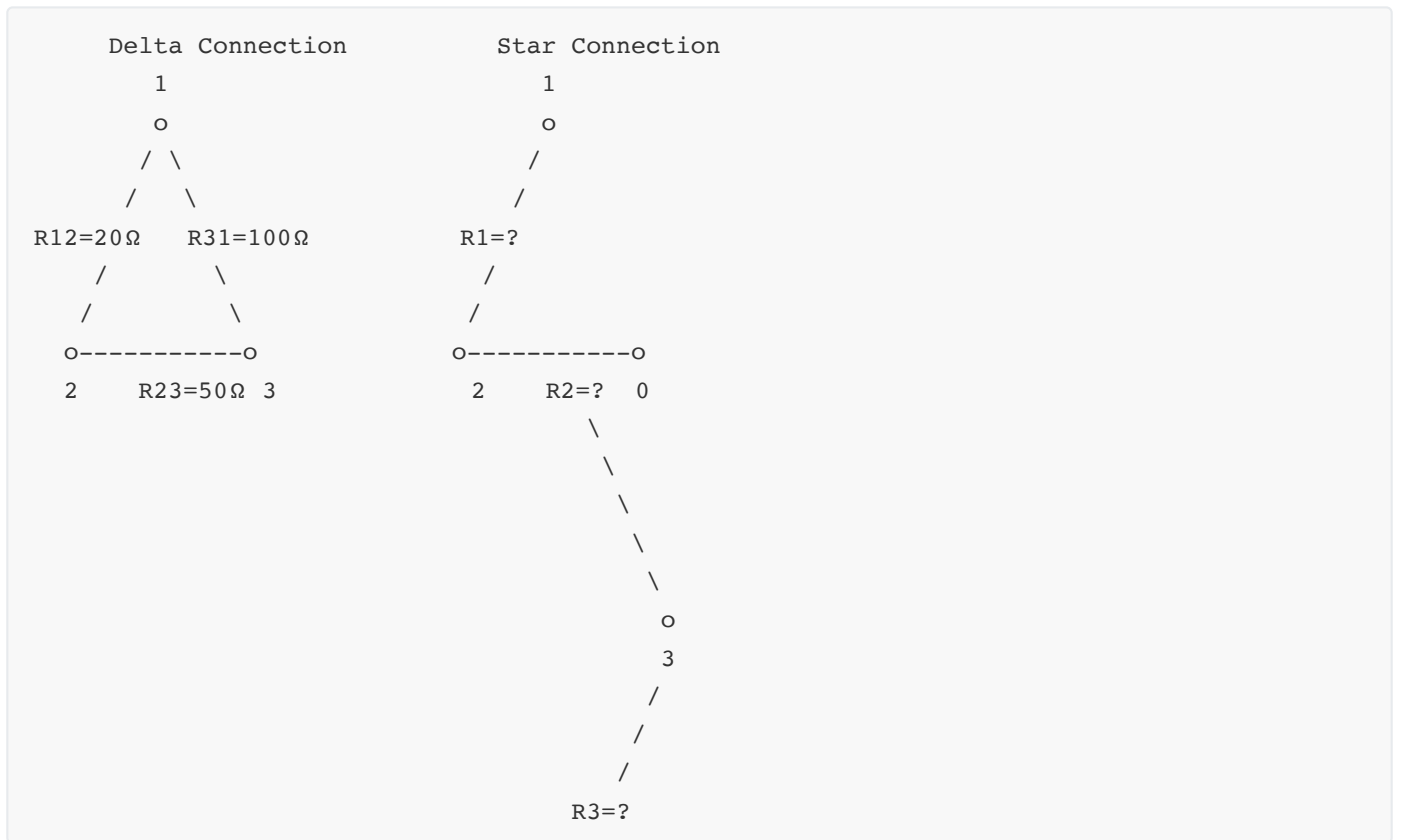 Delta Connection Star Connection
1 1
o o
/ \ /
/ \ /
R12=20Ω R31=100Ω R1=?
/ \ /
/ \ /
o-----------o o-----------o
2 R23=50Ω 3 2 R2=? 0
\
\
\
\
\
o
3
/
/
/
R3=?